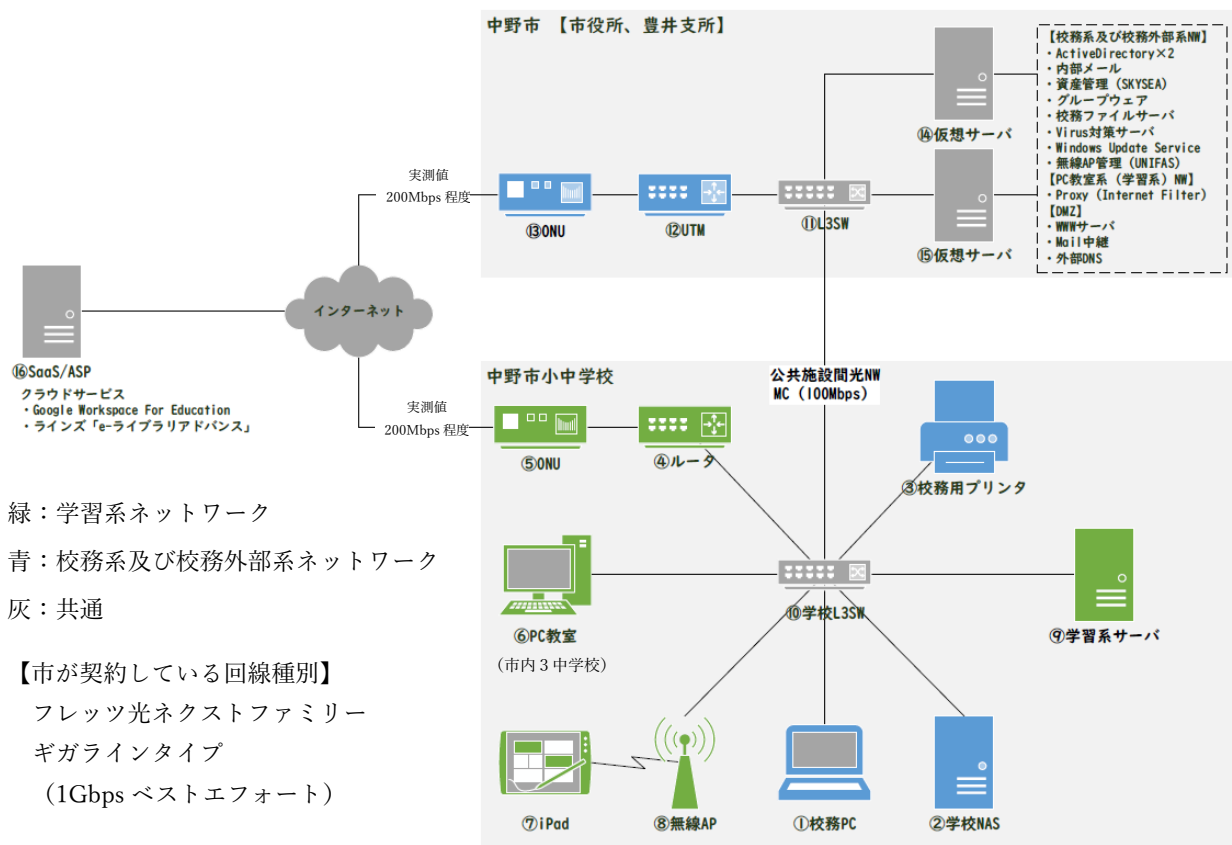 中野市 【市役所、豊井支所】
【校務系及び校務外部系NW】
・ActiveDirectory×2
・内部メール
・資産管理（SKYSEA）
・グループウェア
・校務ファイルサーバ
・Virus対策サーバ
・Windows Update Service
・無線AP管理（UNIFAS）
【PC教室系（学習系）NW】
・Proxy（Internet Filter）
【DMZ】
・WWWサーバ
・Mail中継
・外部DNS
⑭仮想サーバ
⑮仮想サーバ
実測値
200Mbps 程度
⑬ONU
⑫UTM
⑪L3SW
インターネット
⑯SaaS/ASP
クラウドサービス
・Google Workspace For Education
・ラインズ「e-ライブラリアドバンス」
中野市小中学校
公共施設間光NW
MC（100Mbps）
実測値
200Mbps 程度
⑤ONU
④ルータ
③校務用プリンタ
⑥PC教室
（市内３中学校）
⑩学校L3SW
⑨学習系サーバ
⑦iPad
⑧無線AP
①校務PC
②学校NAS
緑：学習系ネットワーク
青：校務系及び校務外部系ネットワーク
灰：共通
【市が契約している回線種別】
フレッツ光ネクストファミリー
ギガラインタイプ
（1Gbps ベストエフォート）